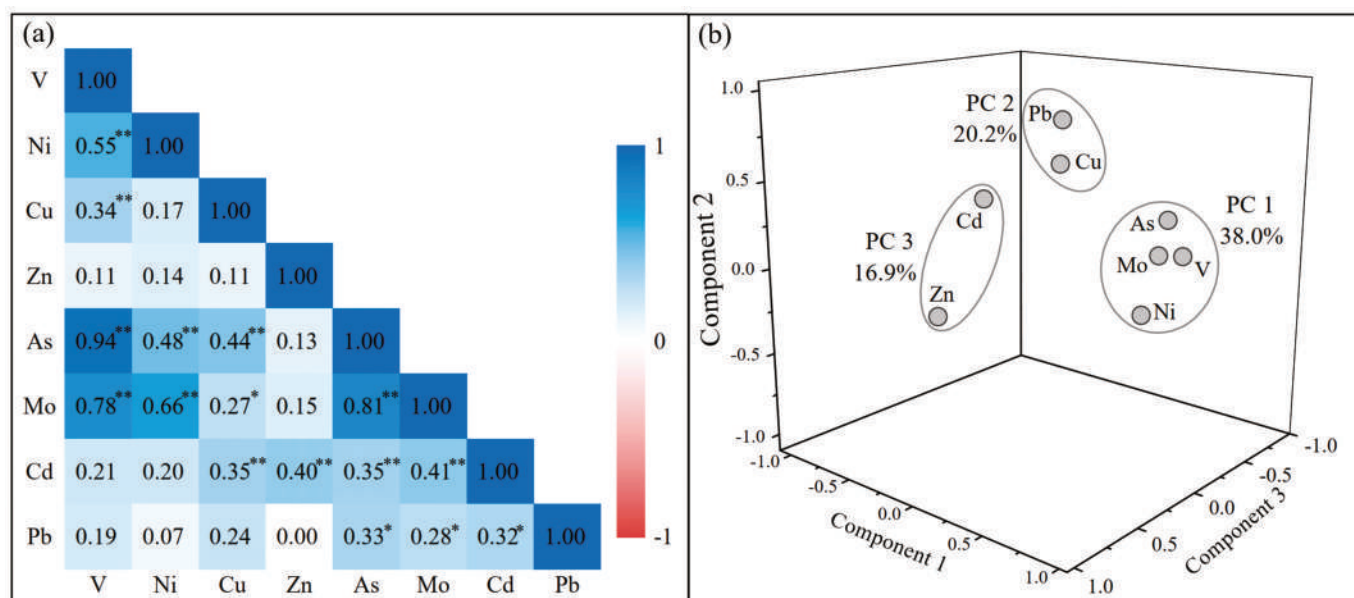 (a)
V 1.00
Ni 0.55** 1.00
Cu 0.34** 0.17 1.00
Zn 0.11 0.14 0.11 1.00
As 0.94** 0.48** 0.44** 0.13 1.00
Mo 0.78** 0.66** 0.27* 0.15 0.81** 1.00
Cd 0.21 0.20 0.35** 0.40** 0.35** 0.41** 1.00
Pb 0.19 0.07 0.24 0.00 0.33* 0.28* 0.32* 1.00
V Ni Cu Zn As Mo Cd Pb
1
0
-1
(b)
Component 2
1.0
0.5
0.0
-0.5
-1.0
PC 2
20.2%
Pb
Cu
PC 3
16.9%
Cd
Zn
PC 1
38.0%
As
Mo V
Ni
-1.0 -0.5 0.0 0.5 1.0
Component 1
1.0 0.5 0.0 -0.5 -1.0
Component 3